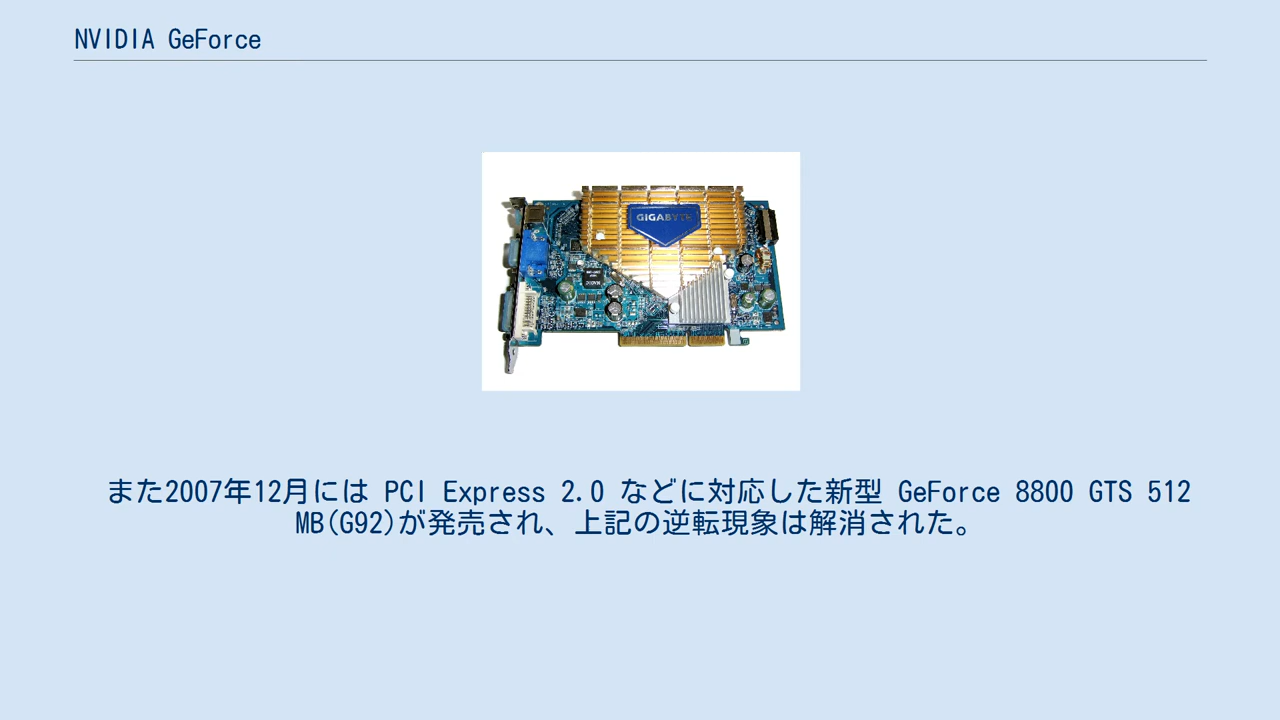 NVIDIA GeForce
GIGABYTE
また2007年12月には PCI Express 2.0 などに対応した新型 GeForce 8800 GTS 512
MB(G92)が発売され、上記の逆転現象は解消された。